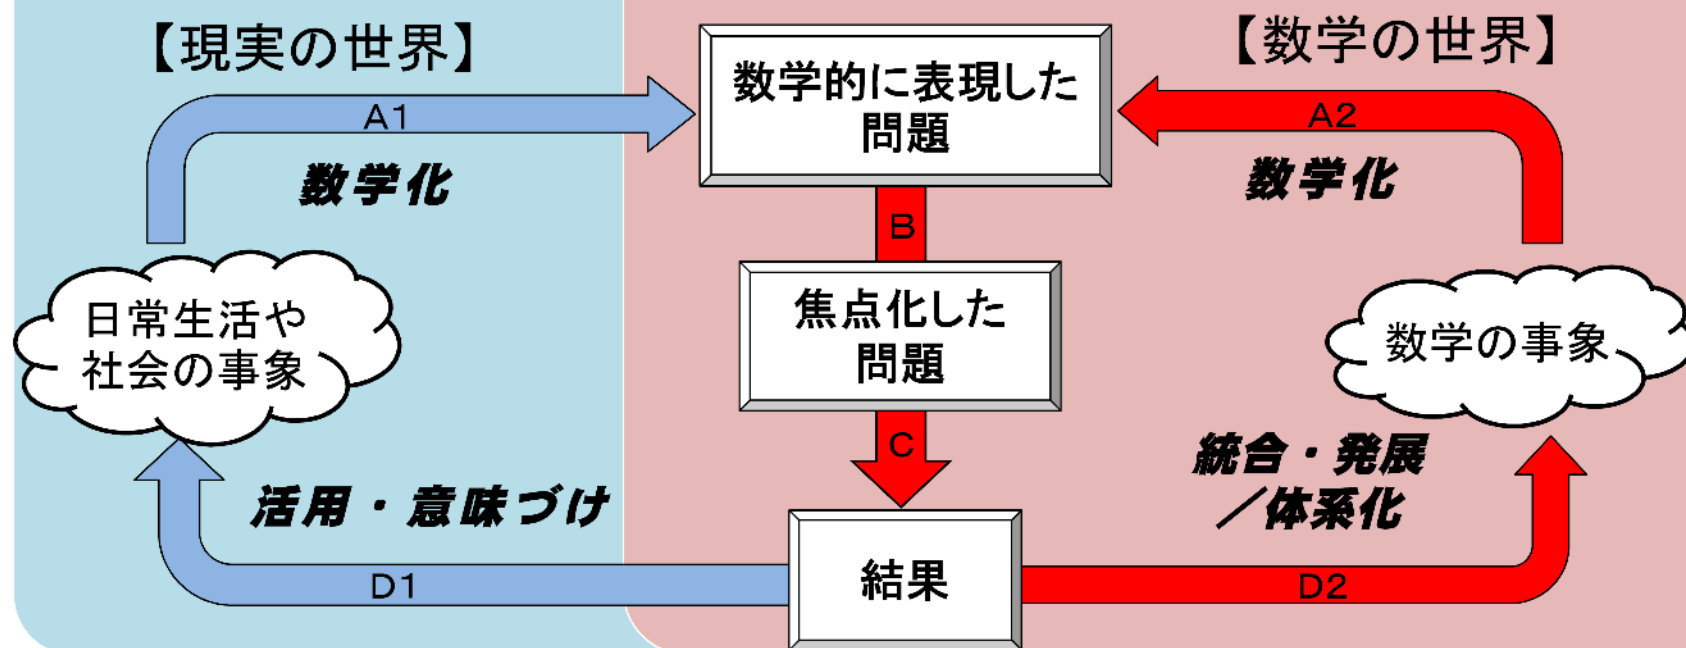 【現実の世界】
【数学の世界】
数学的に表現した
問題
A1
A2
数学化
数学化
B
日常生活や
社会の事象
焦点化した
問題
数学の事象
C
活用・意味づけ
統合・発展
／体系化
結果
D1
D2